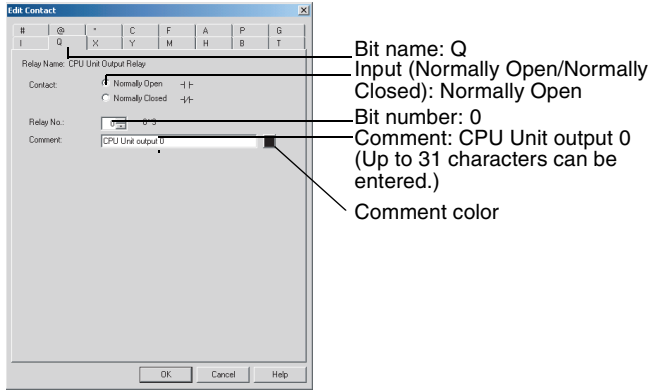 Edit Contact
# @ * C F A P G
I Q X Y M H B T
Relay Name: CPU Unit Output Relay
Contact: Normally Open
Normally Closed
Relay No.: 0
Comment: CPU Unit output 0
OK Cancel Help
Bit name: Q
Input (Normally Open/Normally
Closed): Normally Open
Bit number: 0
Comment: CPU Unit output 0
(Up to 31 characters can be
entered.)
Comment color